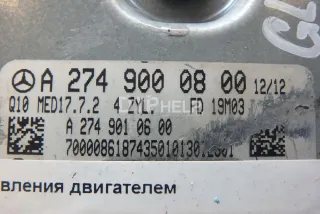 A 274 900 08 00 12/12
Q10 MED17.7.2 4 ZYL. FD 19M03
A 274 901 06 00
вления двигателем